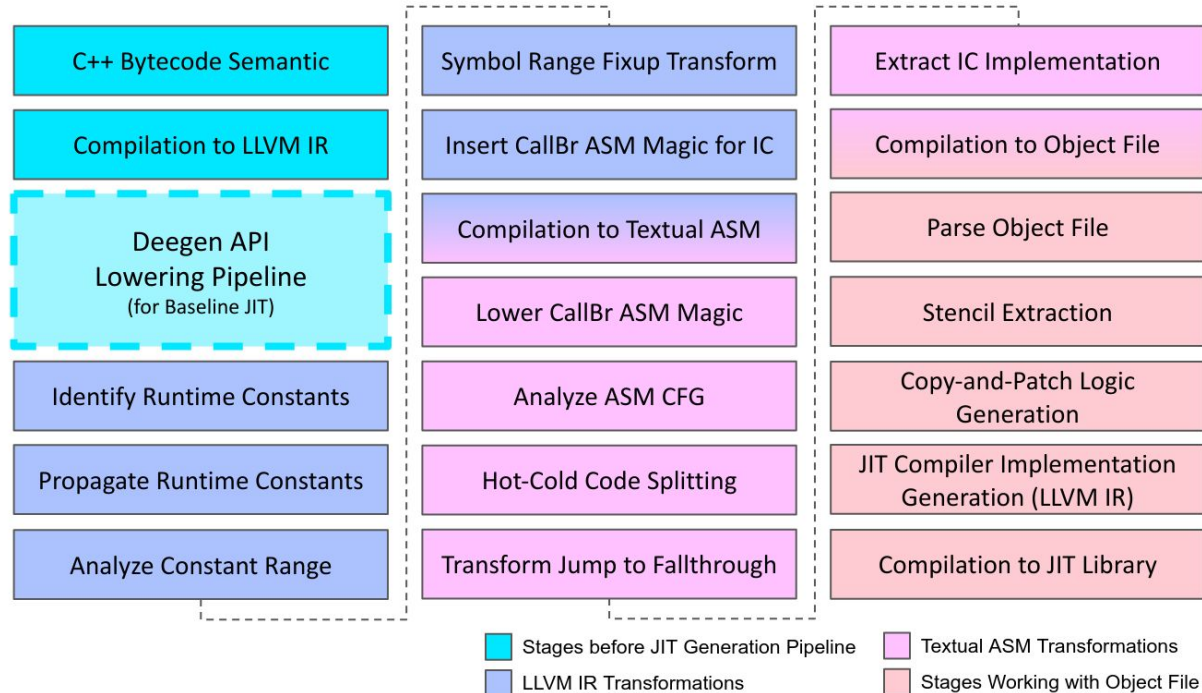 C++ Bytecode Semantic
Compilation to LLVM IR
Deegen API
Lowering Pipeline
(for Baseline JIT)
Identify Runtime Constants
Propagate Runtime Constants
Analyze Constant Range
Symbol Range Fixup Transform
Insert CallBr ASM Magic for IC
Compilation to Textual ASM
Lower CallBr ASM Magic
Analyze ASM CFG
Hot-Cold Code Splitting
Transform Jump to Fallthrough
Extract IC Implementation
Compilation to Object File
Parse Object File
Stencil Extraction
Copy-and-Patch Logic
Generation
JIT Compiler Implementation
Generation (LLVM IR)
Compilation to JIT Library
Stages before JIT Generation Pipeline
LLVM IR Transformations
Textual ASM Transformations
Stages Working with Object File